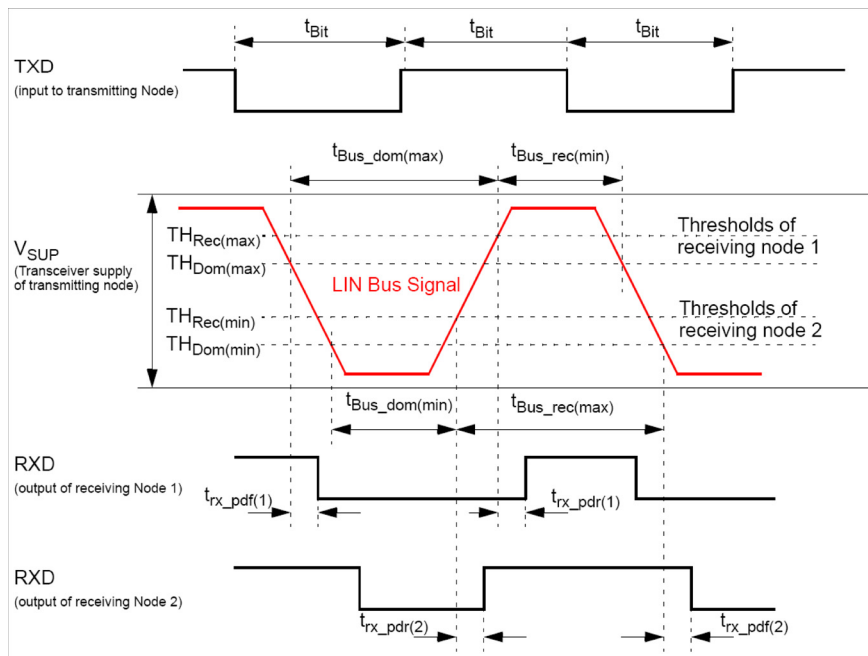 tBit
tBit
tBit
TXD
(input to transmitting Node)
tBus_dom(max)
tBus_rec(min)
VSUP
(Transceiver supply
of transmitting node)
THRec(max)
THDom(max)
THRec(min)
THDom(min)
LIN Bus Signal
Thresholds of
receiving node 1
Thresholds of
receiving node 2
tBus_dom(min)
tBus_rec(max)
RXD
(output of receiving Node 1)
trx_pdf(1)
trx_pdr(1)
RXD
(output of receiving Node 2)
trx_pdr(2)
trx_pdf(2)